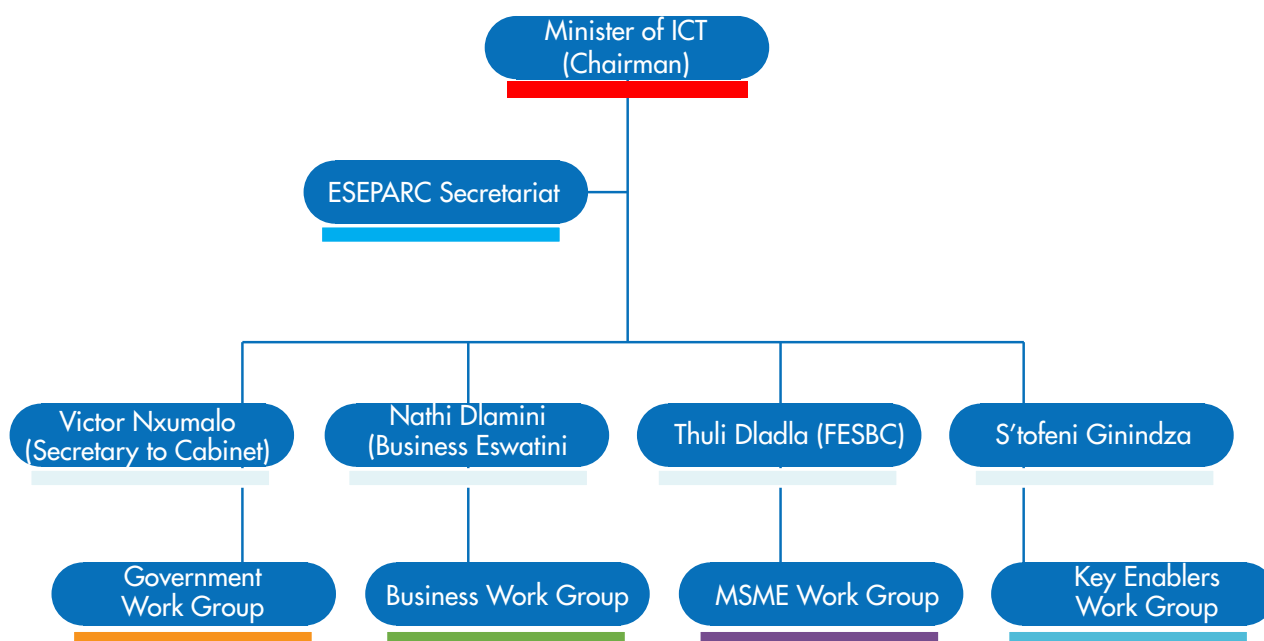 Minister of ICT
(Chairman)
ESEPARC Secretariat
Victor Nxumalo
(Secretary to Cabinet)
Nathi Dlamini
(Business Eswatini
Thuli Dladla (FESBC)
S'tofeni Ginindza
Government
Work Group
Business Work Group
MSME Work Group
Key Enablers
Work Group